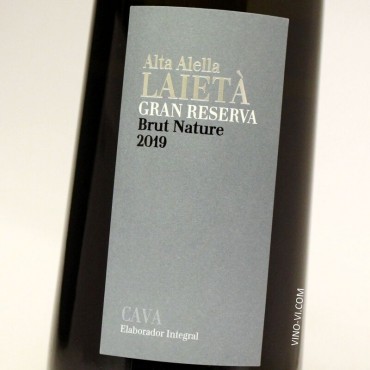 Alta Alella
LAIETÀ
GRAN RESERVA
Brut Nature
2019
CAVA
Elaborador Integral
VINO-VI.COM